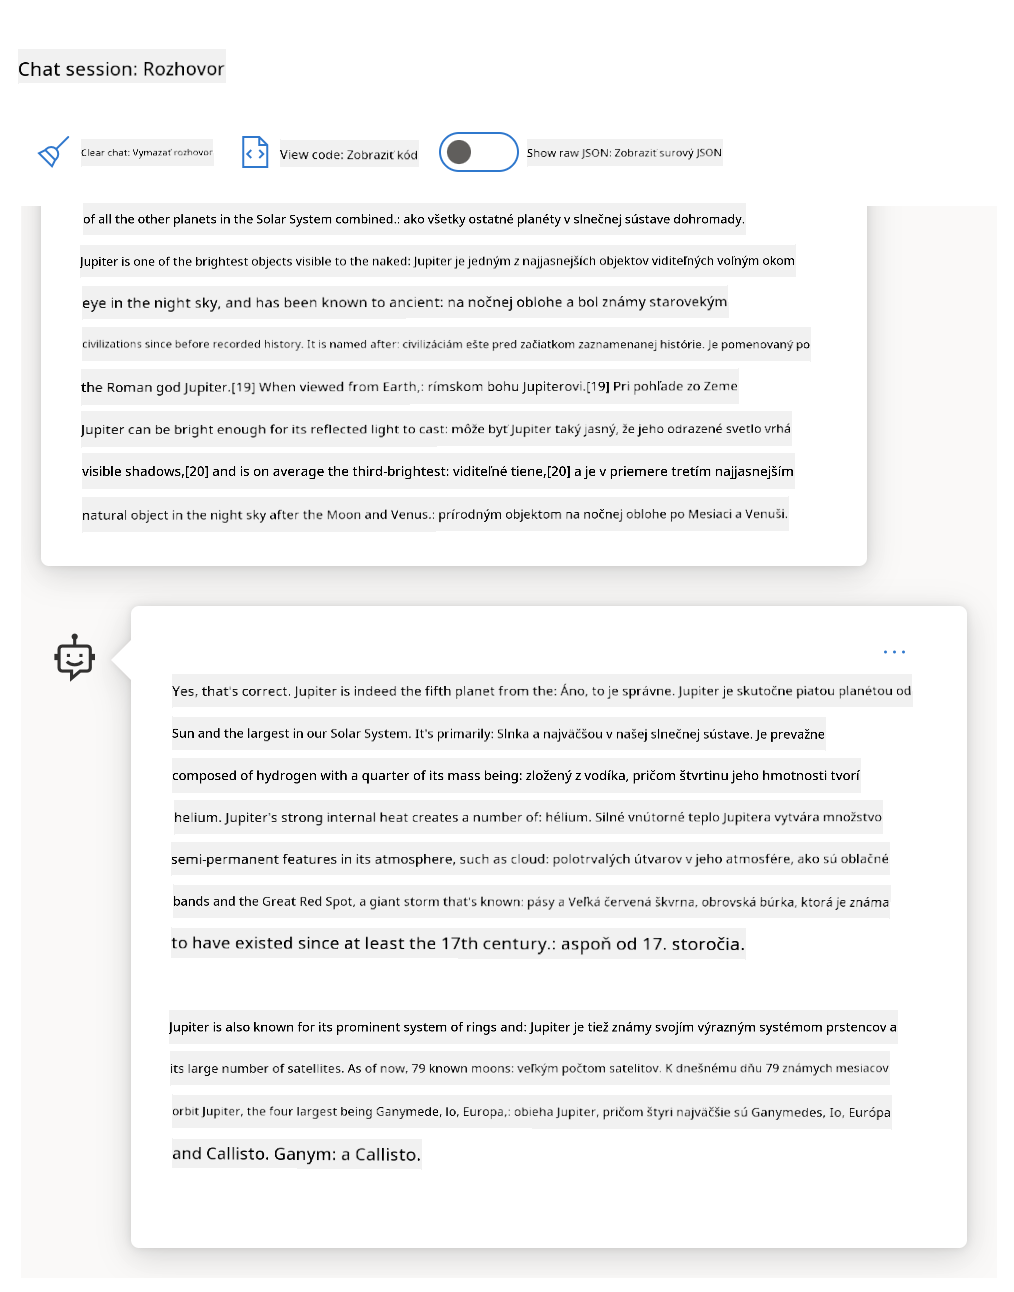 Chat session: Rozhovor
Clear chat: Vymazať rozhovor
View code: Zobraziť kód
Show raw JSON: Zobraziť surový JSON
of all the other planets in the Solar System combined.: ako všetky ostatné planéty v slnečnej sústave dohromady.
Jupiter is one of the brightest objects visible to the naked: Jupiter je jedným z najjasnejších objektov viditeľných voľným okom
eye in the night sky, and has been known to ancient: na nočnej oblohe a bol známy starovekým
civilizations since before recorded history. It is named after: civilizáciám ešte pred začiatkom zaznamenanej histórie. Je pomenovaný po
the Roman god Jupiter.[19] When viewed from Earth,: rímskom bohu Jupiterovi.[19] Pri pohľade zo Zeme
Jupiter can be bright enough for its reflected light to cast: môže byť Jupiter taký jasný, že jeho odrazené svetlo vrhá
visible shadows,[20] and is on average the third-brightest: viditeľné tiene,[20] a je v priemere tretím najjasnejším
natural object in the night sky after the Moon and Venus.: prírodným objektom na nočnej oblohe po Mesiaci a Venuši.
Yes, that's correct. Jupiter is indeed the fifth planet from the: Áno, to je správne. Jupiter je skutočne piatou planétou od
Sun and the largest in our Solar System. It's primarily: Slnka a najväčšou v našej slnečnej sústave. Je prevažne
composed of hydrogen with a quarter of its mass being: zložený z vodíka, pričom štvrtinu jeho hmotnosti tvorí
helium. Jupiter's strong internal heat creates a number of: hélium. Silné vnútorné teplo Jupitera vytvára množstvo
semi-permanent features in its atmosphere, such as cloud: polotrvalých útvarov v jeho atmosfére, ako sú oblačné
bands and the Great Red Spot, a giant storm that's known: pásy a Veľká červená škvrna, obrovská búrka, ktorá je známa
to have existed since at least the 17th century.: aspoň od 17. storočia.
Jupiter is also known for its prominent system of rings and: Jupiter je tiež známy svojím výrazným systémom prstencov a
its large number of satellites. As of now, 79 known moons: veľkým počtom satelitov. K dnešnému dňu 79 známych mesiacov
orbit Jupiter, the four largest being Ganymede, Io, Europa,: obieha Jupiter, pričom štyri najväčšie sú Ganymedes, Io, Európa
and Callisto. Ganym: a Callisto.